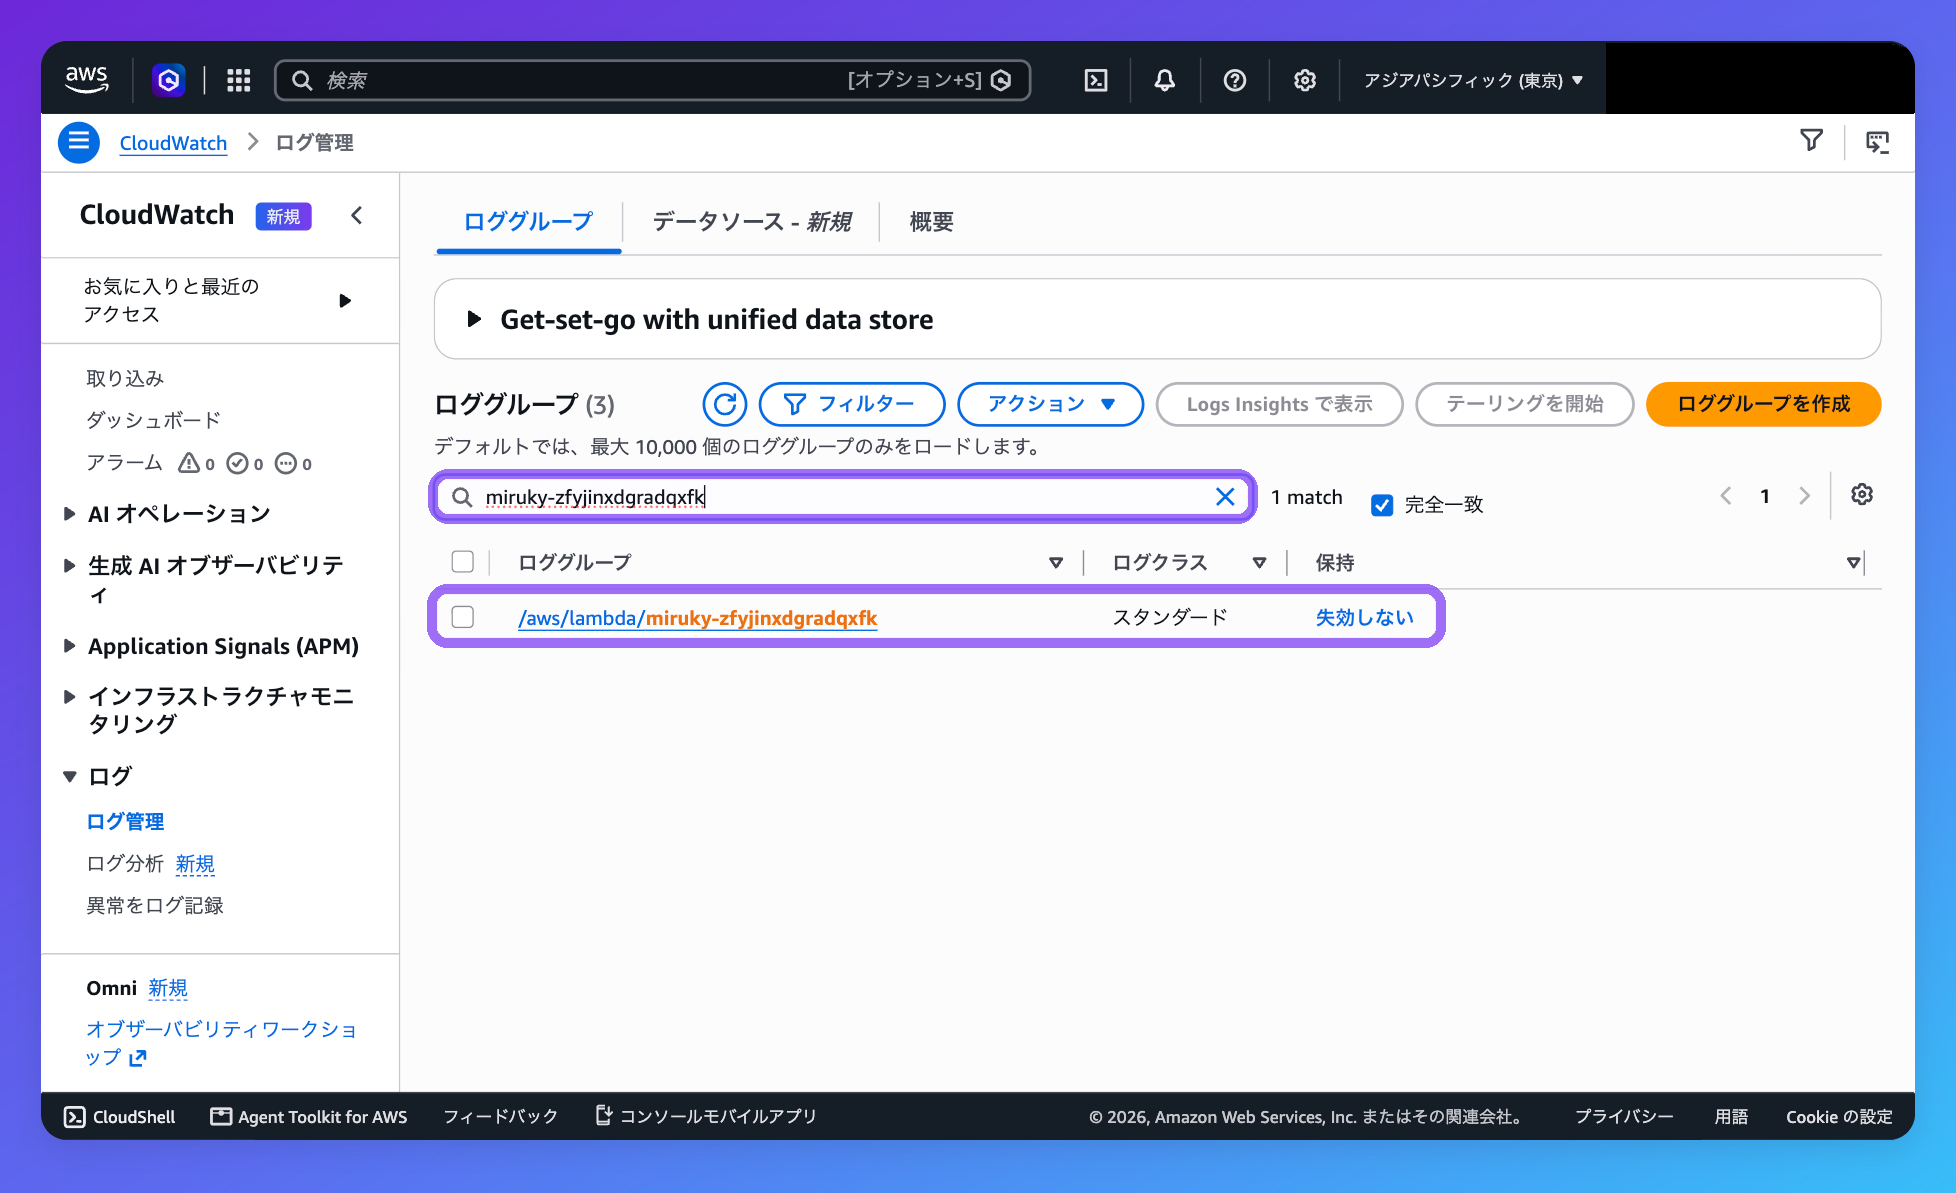 aws
検索
[オプション+S]
アジアパシフィック (東京)
CloudWatch
ログ管理
CloudWatch 新規
お気に入りと最近の
アクセス
取り込み
ダッシュボード
アラーム 0 0 0
AI オペレーション
生成 AI オブザーバビリテ
ィ
Application Signals (APM)
インフラストラクチャモニ
タリング
ログ
ログ管理
ログ分析 新規
異常をログ記録
Omni 新規
オブザーバビリティワークショ
ップ
ロググループ
データソース - 新規
概要
Get-set-go with unified data store
ロググループ (3)
フィルター
アクション
Logs Insights で表示
テーリングを開始
ロググループを作成
デフォルトでは、最大 10,000 個のロググループのみをロードします。
miruky-zfyjinxdgradqxfk
1 match
完全一致
1
ロググループ
ログクラス
保持
/aws/lambda/miruky-zfyjinxdgradqxfk
スタンダード
失効しない
CloudShell
Agent Toolkit for AWS
フィードバック
コンソールモバイルアプリ
© 2026, Amazon Web Services, Inc. またはその関連会社。
プライバシー
用語
Cookie の設定